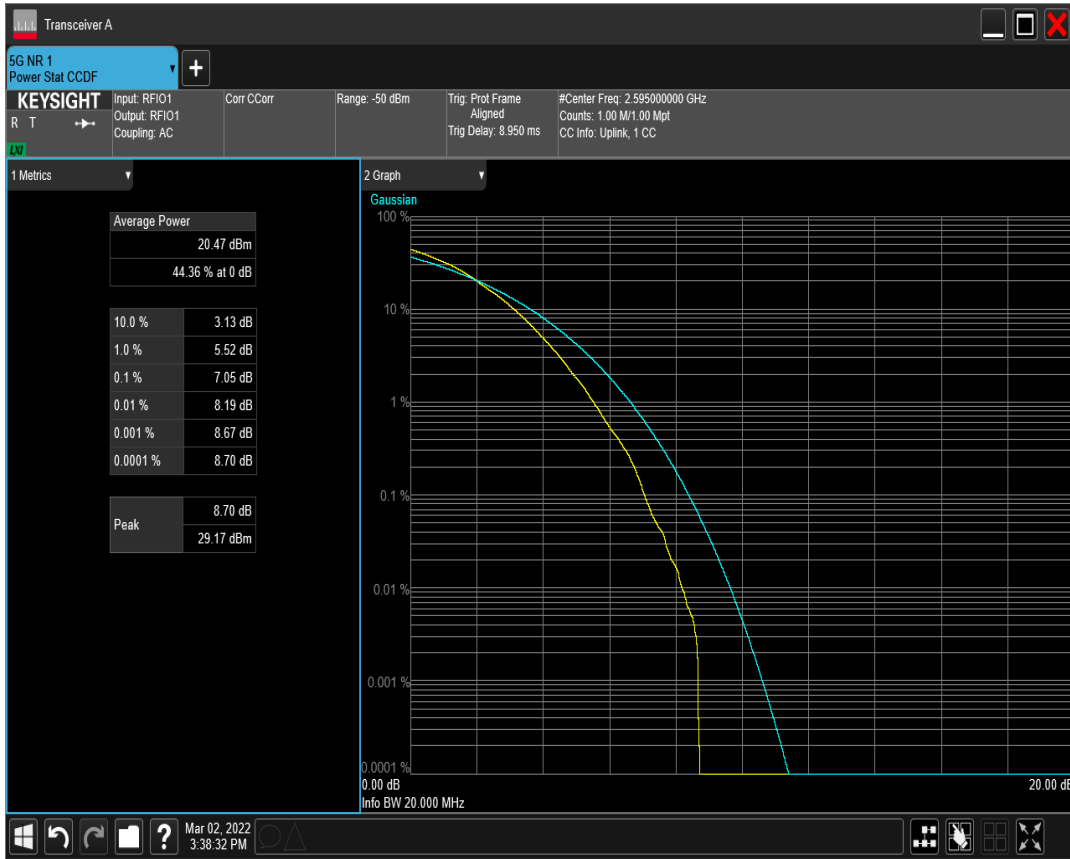 Transceiver A
5G NR 1
Power Stat CCDF
+
KEYSIGHT
R T
LXI
Input: RFIO1
Output: RFIO1
Coupling: AC
Corr CCorr
Range: -50 dBm
Trig: Prot Frame
Aligned
Trig Delay: 8.950 ms
#Center Freq: 2.595000000 GHz
Counts: 1.00 M/1.00 Mpt
CC Info: Uplink, 1 CC
1 Metrics
Average Power
20.47 dBm
44.36 % at 0 dB
10.0 % 3.13 dB
1.0 % 5.52 dB
0.1 % 7.05 dB
0.01 % 8.19 dB
0.001 % 8.67 dB
0.0001 % 8.70 dB
Peak 8.70 dB
29.17 dBm
2 Graph
Gaussian
100 %
10 %
1 %
0.1 %
0.01 %
0.001 %
0.0001 %
0.00 dB 20.00 dB
Info BW 20.000 MHz
?
Mar 02, 2022
3:38:32 PM